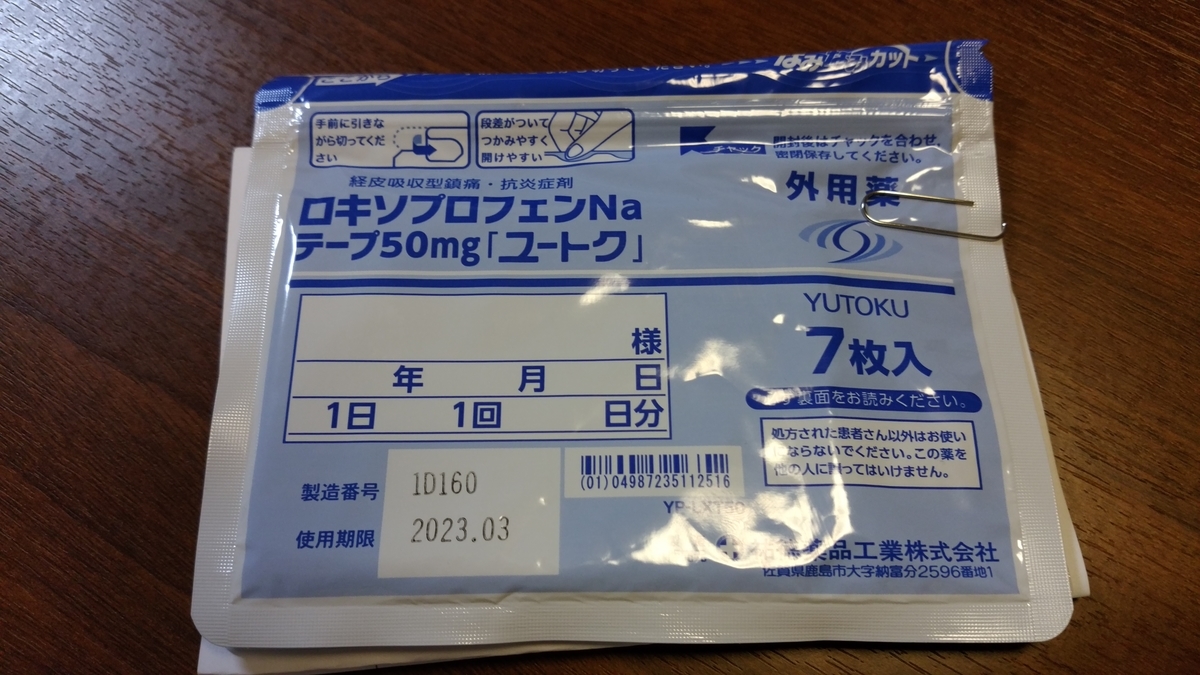 ここから
なみなみカット
手前に引きな
がら切ってくだ
さい
段差がついて
つかみやすく
開けやすい
チャック
開封後はチャックを合わせ、
密閉保存してください。
経皮吸収型鎮痛・抗炎症剤
外用薬
ロキソプロフェンNa
テープ50mg「ユートク」
YUTOKU
7枚入
様
年 月 日
1日 1回 日分
裏面をお読みください。
処方された患者さん以外はお使い
にならないでください。この薬を
他の人に譲ってはいけません。
製造番号 1D160
使用期限 2023.03
(01)04987235112516
薬品工業株式会社
佐賀県鹿島市大字納富分2596番地1